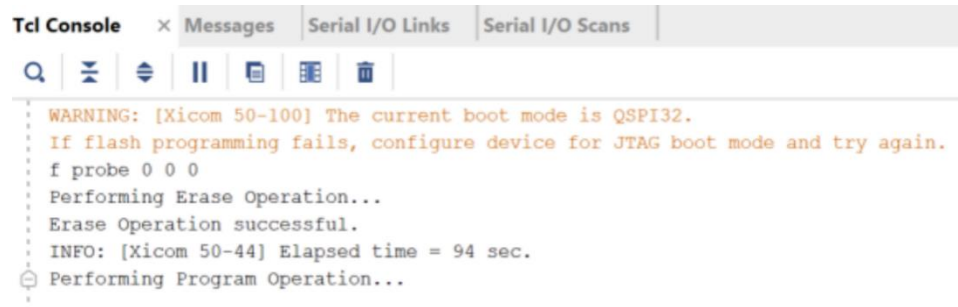 Tcl Console × Messages Serial I/O Links Serial I/O Scans
WARNING: [Xicom 50-100] The current boot mode is QSPI32.
If flash programming fails, configure device for JTAG boot mode and try again.
f probe 0 0 0
Performing Erase Operation...
Erase Operation successful.
INFO: [Xicom 50-44] Elapsed time = 94 sec.
Performing Program Operation...